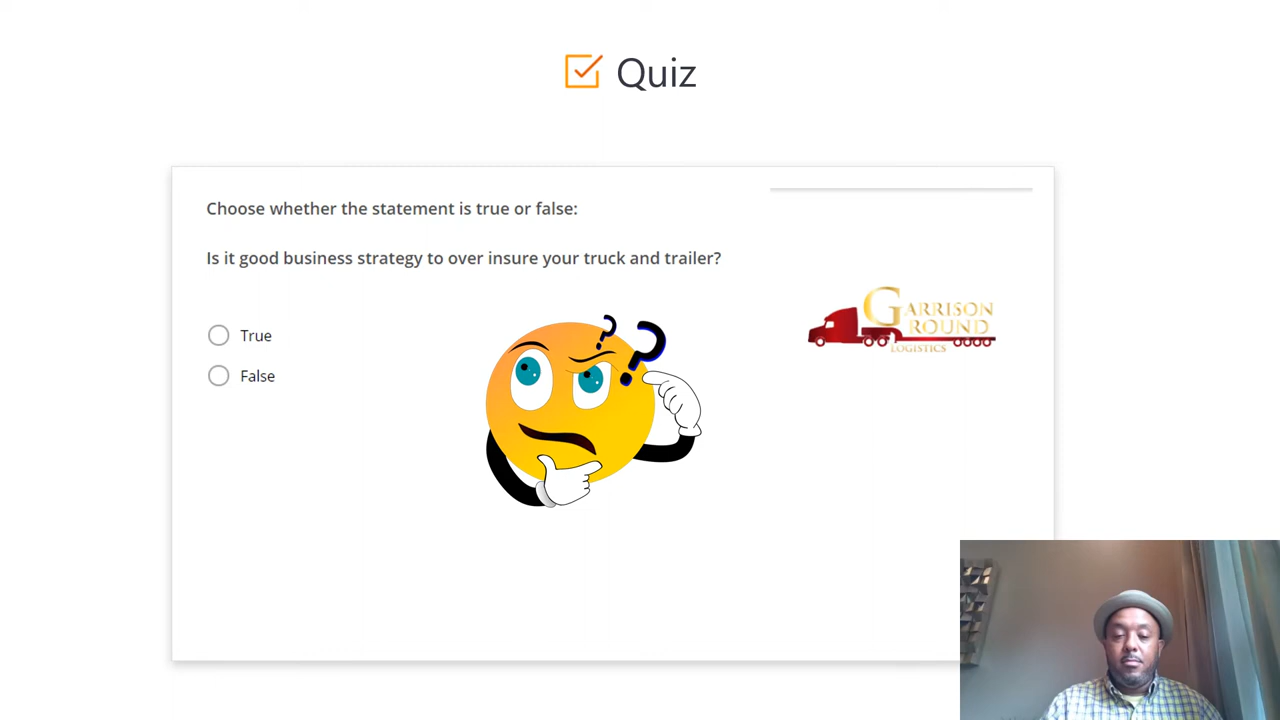 Quiz
Choose whether the statement is true or false:
Is it good business strategy to over insure your truck and trailer?
True
False
? ?
GARRISON
GROUND
LOGISTICS